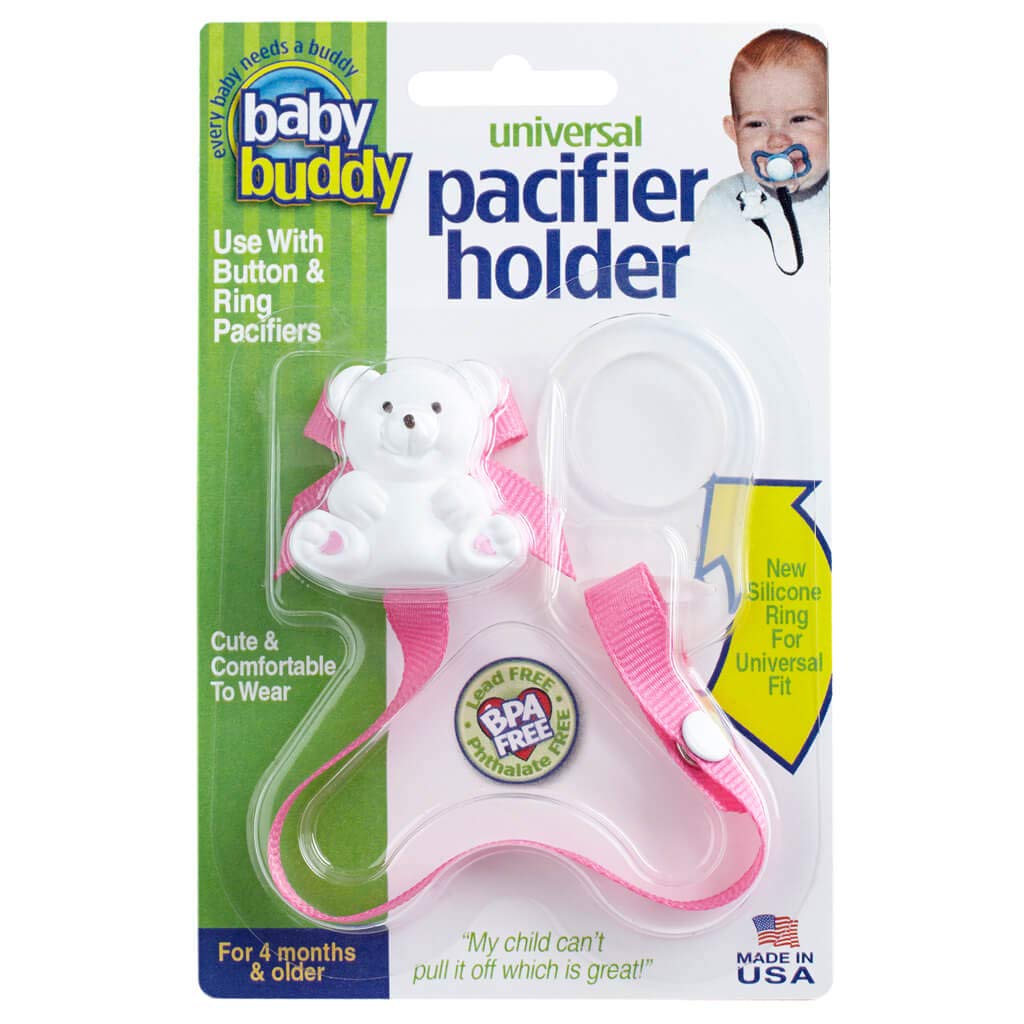 every baby needs a buddy
baby
buddy
universal
pacifier
holder
Use With
Button &
Ring
Pacifiers
New
Silicone
Ring
For
Universal
Fit
Cute &
Comfortable
To Wear
Lead FREE
BPA
FREE
Phthalate FREE
For 4 months
& older
"My child can't
pull it off which is great!"
MADE IN
USA